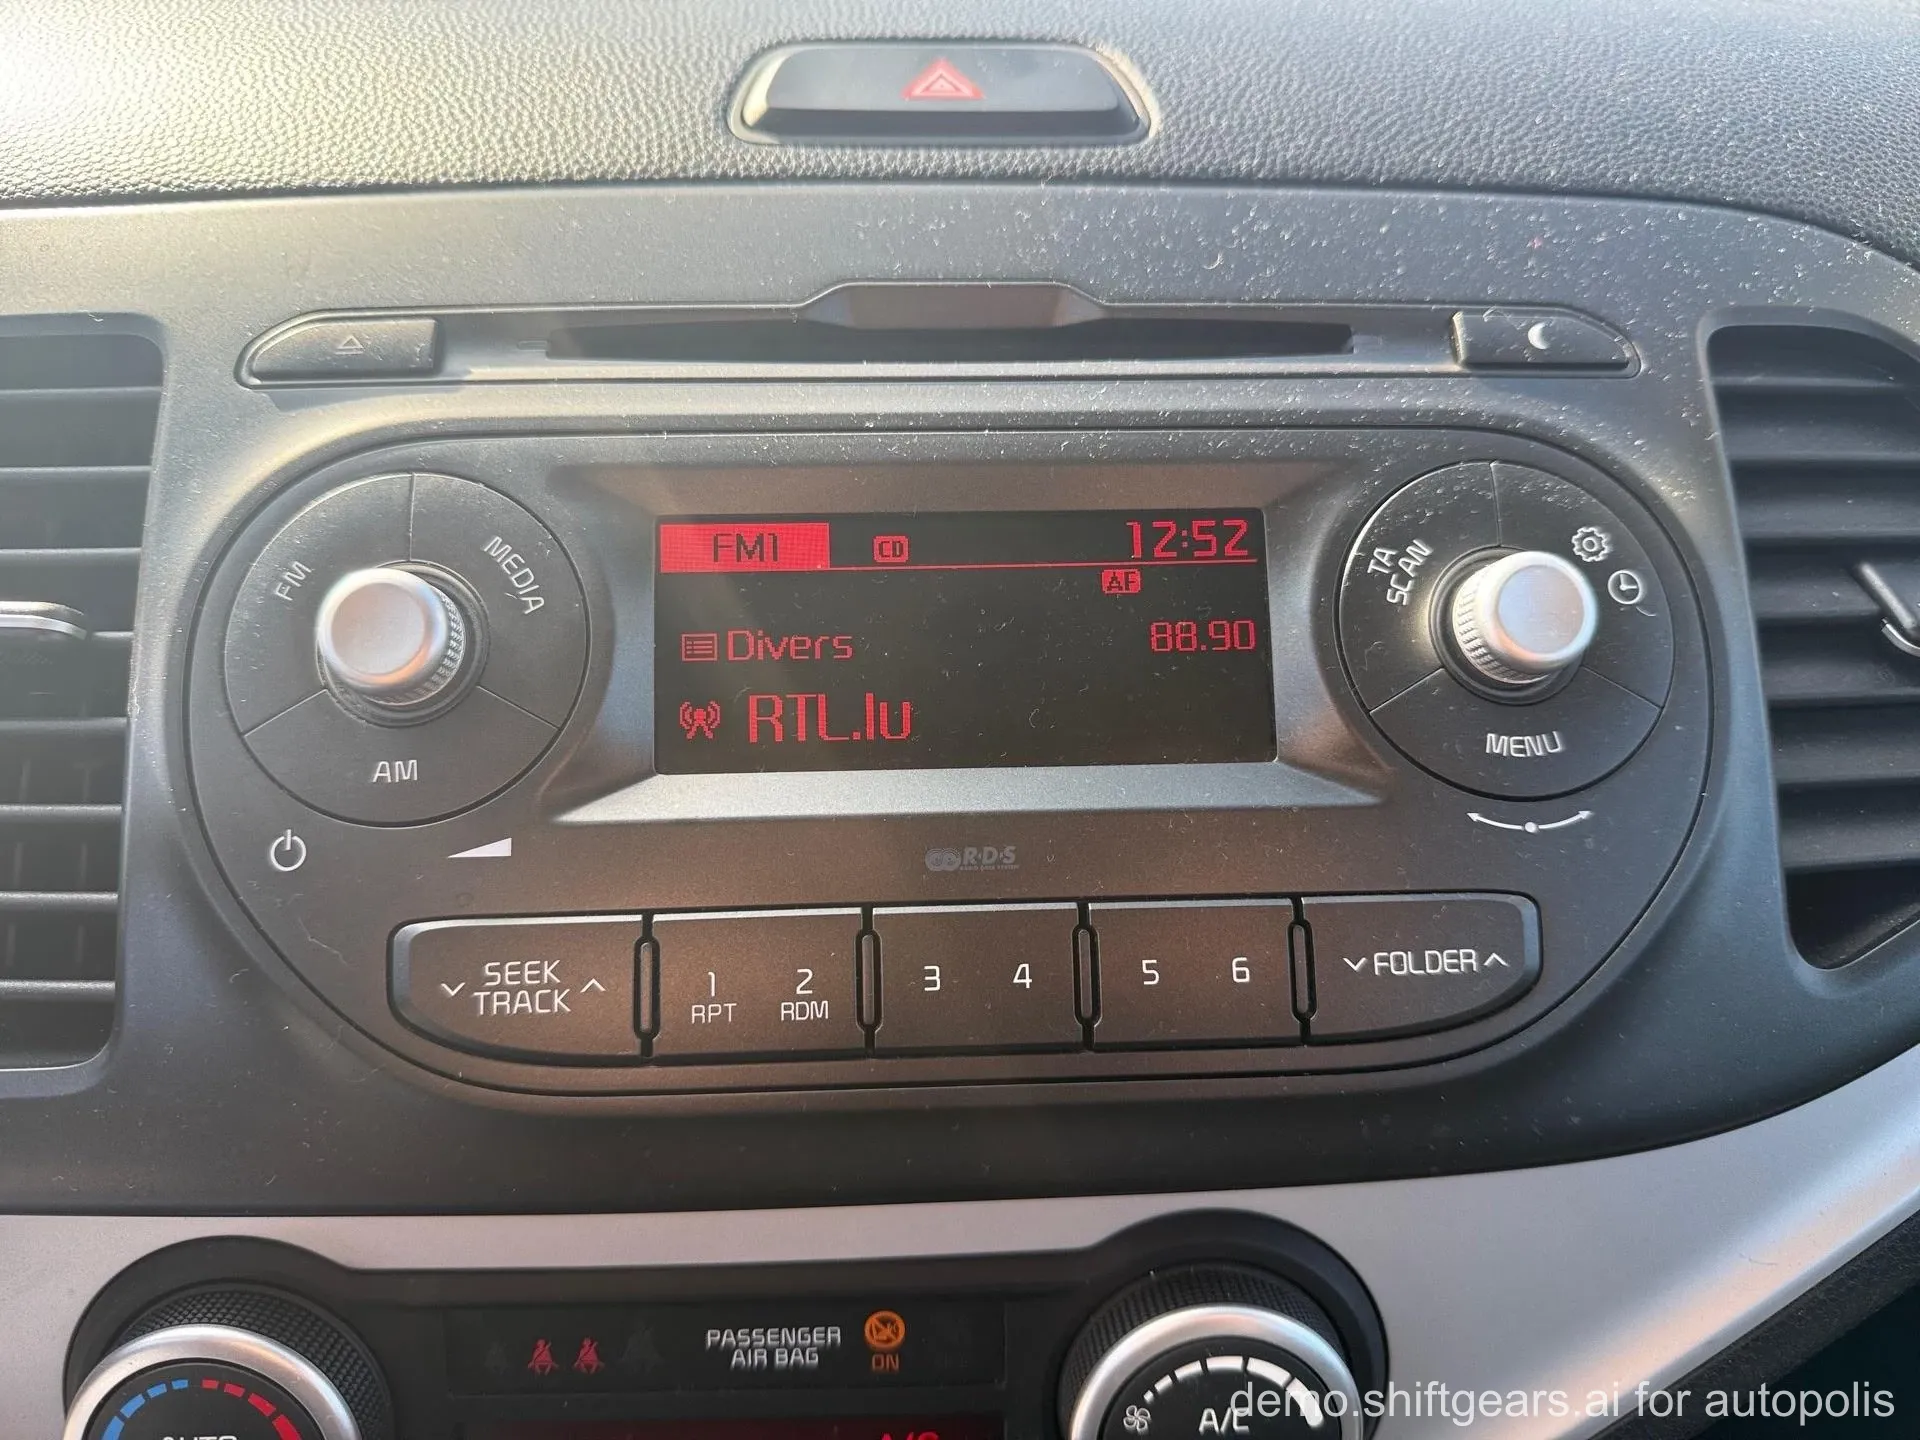 FM1 CD 12:52
AF
Divers 88.90
RTL.lu
FM
MEDIA
AM
TA
SCAN
MENU
R·D·S
SEEK
TRACK
1
RPT
2
RDM
3
4
5
6
FOLDER
PASSENGER
AIR BAG
ON
AUTO
A/C
A/C
demo.shiftgears.ai for autopolis